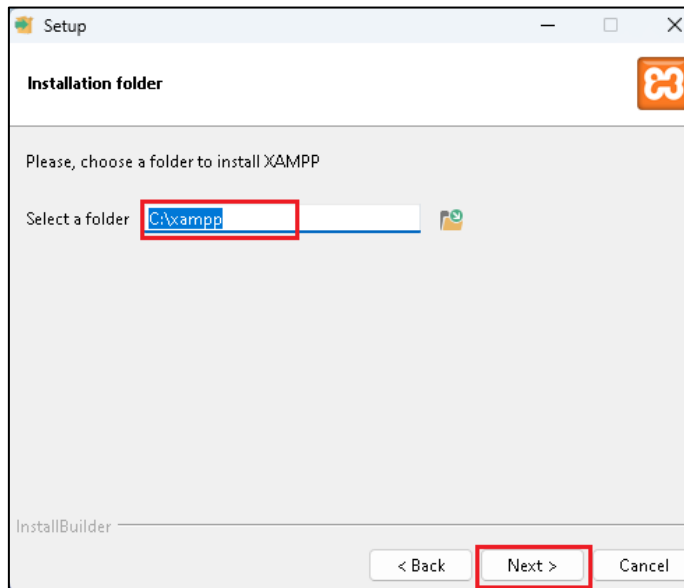 Setup
Installation folder
Please, choose a folder to install XAMPP
Select a folder C:\xampp
InstallBuilder
< Back Next > Cancel